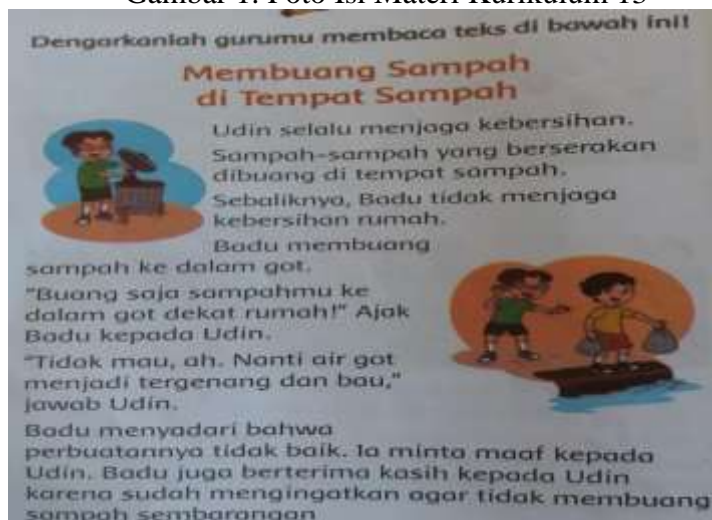 Gambar 1. Foto Isi Materi Kurikulum 13
Dengarkanlah gurumu membaca teks di bawah ini!
Membuang Sampah
di Tempat Sampah
Udin selalu menjaga kebersihan.
Sampah-sampah yang berserakan
dibuang di tempat sampah.
Sebaliknya, Badu tidak menjaga
kebersihan rumah.
Badu membuang
sampah ke dalam got.
"Buang saja sampahmu ke
dalam got dekat rumah!" Ajak
Badu kepada Udin.
"Tidak mau, ah. Nanti air got
menjadi tergenang dan bau,"
jawab Udin.
Badu menyadari bahwa
perbuatannya tidak baik. Ia minta maaf kepada
Udin. Badu juga berterima kasih kepada Udin
karena sudah mengingatkan agar tidak membuang
sampah sembarangan